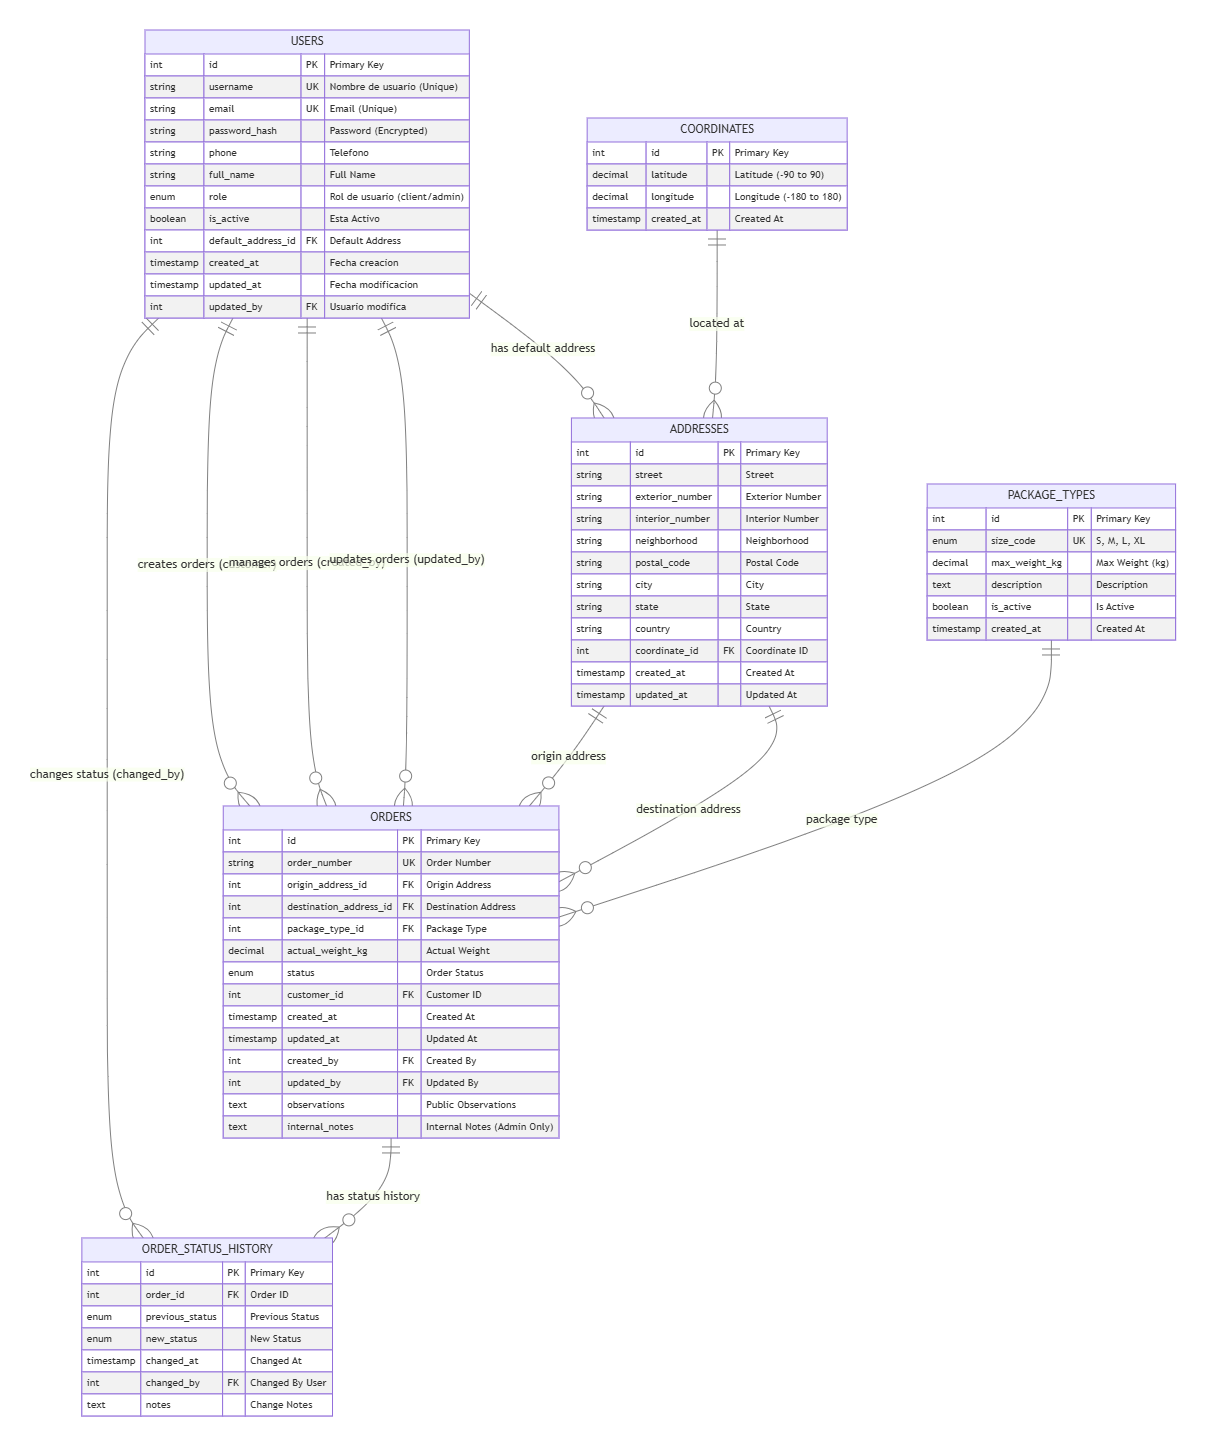 USERS
int id PK Primary Key
string username UK Nombre de usuario (Unique)
string email UK Email (Unique)
string password_hash Password (Encrypted)
string phone Telefono
string full_name Full Name
enum role Rol de usuario (client/admin)
boolean is_active Esta Activo
int default_address_id FK Default Address
timestamp created_at Fecha creacion
timestamp updated_at Fecha modificacion
int updated_by FK Usuario modifica
COORDINATES
int id PK Primary Key
decimal latitude Latitude (-90 to 90)
decimal longitude Longitude (-180 to 180)
timestamp created_at Created At
located at
has default address
ADDRESSES
int id PK Primary Key
string street Street
string exterior_number Exterior Number
string interior_number Interior Number
string neighborhood Neighborhood
string postal_code Postal Code
string city City
string state State
string country Country
int coordinate_id FK Coordinate ID
timestamp created_at Created At
timestamp updated_at Updated At
PACKAGE_TYPES
int id PK Primary Key
enum size_code UK S, M, L, XL
decimal max_weight_kg Max Weight (kg)
text description Description
boolean is_active Is Active
timestamp created_at Created At
creates orders
manages orders
updates orders (updated_by)
origin address
changes status (changed_by)
destination address
package type
ORDERS
int id PK Primary Key
string order_number UK Order Number
int origin_address_id FK Origin Address
int destination_address_id FK Destination Address
int package_type_id FK Package Type
decimal actual_weight_kg Actual Weight
enum status Order Status
int customer_id FK Customer ID
timestamp created_at Created At
timestamp updated_at Updated At
int created_by FK Created By
int updated_by FK Updated By
text observations Public Observations
text internal_notes Internal Notes (Admin Only)
has status history
ORDER_STATUS_HISTORY
int id PK Primary Key
int order_id FK Order ID
enum previous_status Previous Status
enum new_status New Status
timestamp changed_at Changed At
int changed_by FK Changed By User
text notes Change Notes